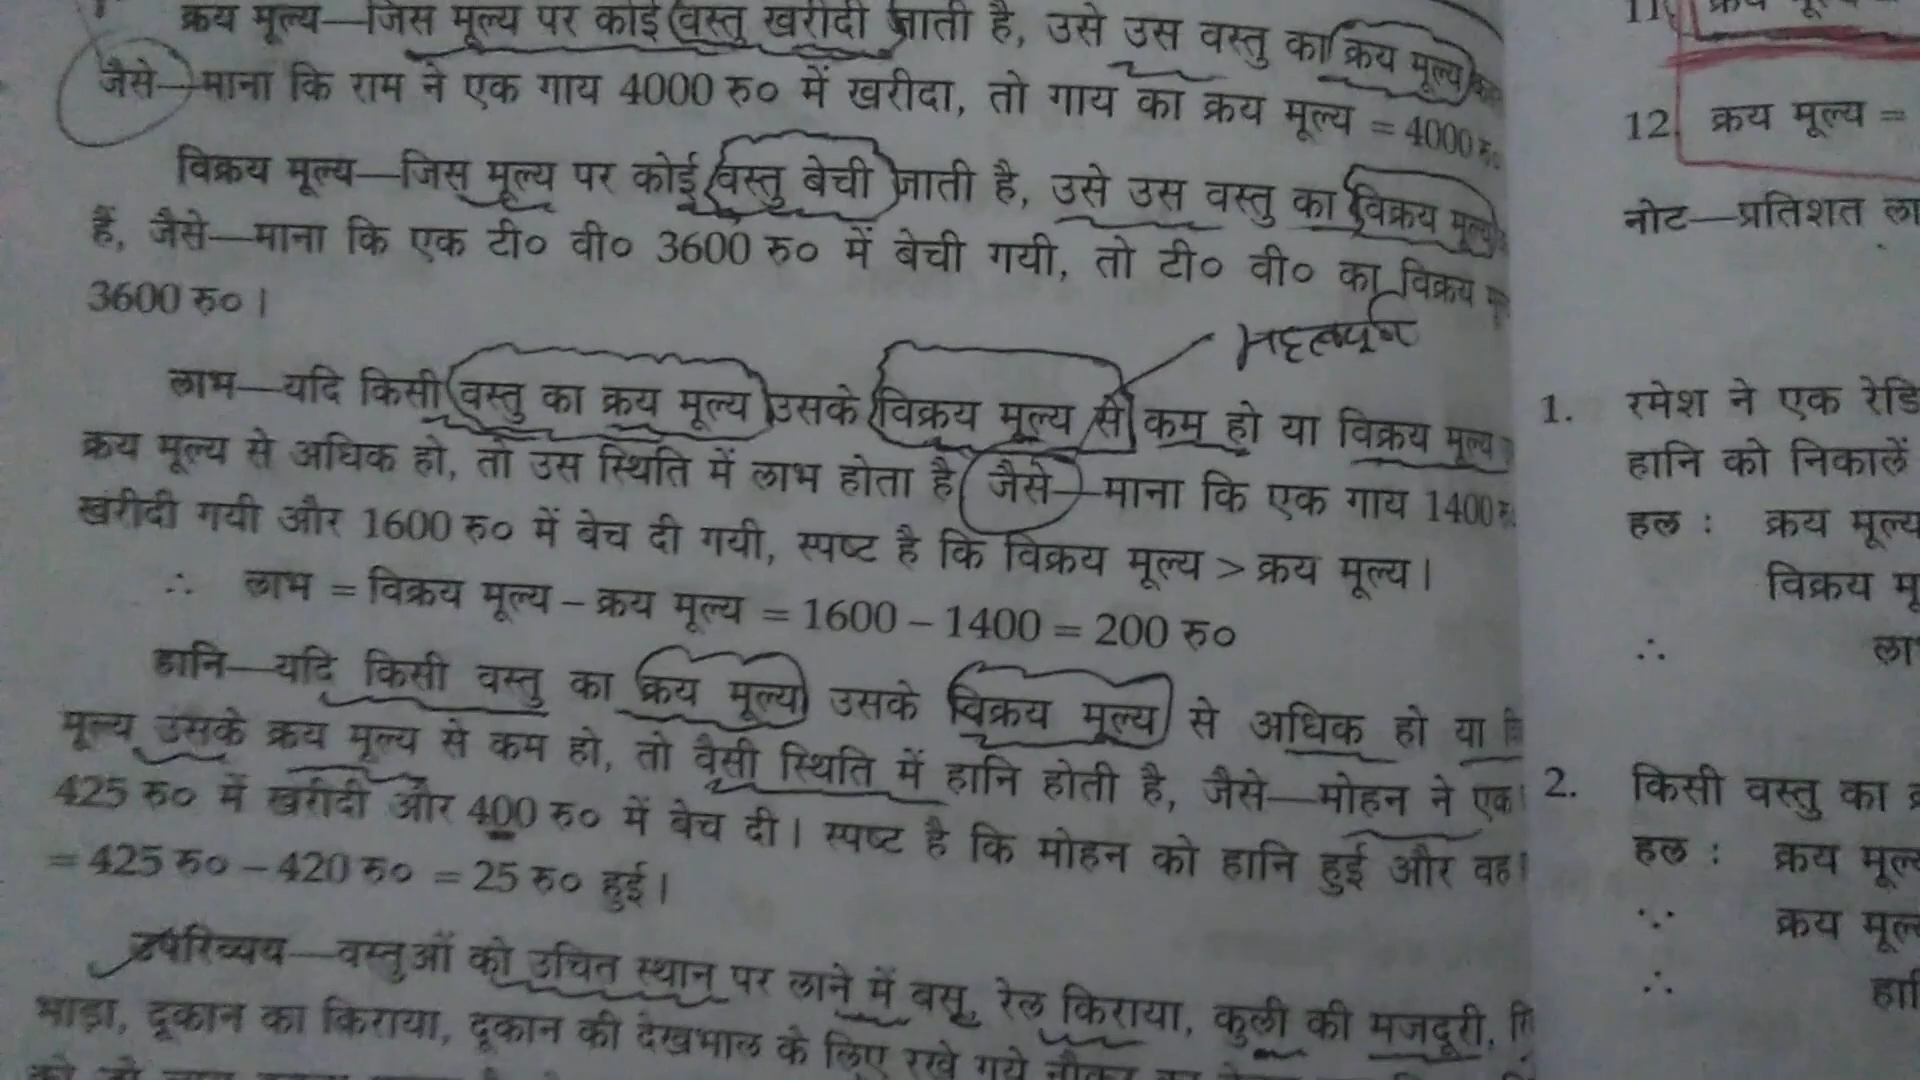 क्रय मूल्य—जिस मूल्य पर कोई वस्तु खरीदी जाती है, उसे उस वस्तु का क्रय मूल्य
जैसे—माना कि राम ने एक गाय 4000 रु० में खरीदा, तो गाय का क्रय मूल्य = 4000 रु०
विक्रय मूल्य—जिस मूल्य पर कोई वस्तु बेची जाती है, उसे उस वस्तु का विक्रय मूल्य
हैं, जैसे—माना कि एक टी० वी० 3600 रु० में बेची गयी, तो टी० वी० का विक्रय
3600 रु०।
महत्वपूर्ण
लाभ—यदि किसी वस्तु का क्रय मूल्य उसके विक्रय मूल्य से कम हो या विक्रय मूल्य
क्रय मूल्य से अधिक हो, तो उस स्थिति में लाभ होता है जैसे—माना कि एक गाय 1400
खरीदी गयी और 1600 रु० में बेच दी गयी, स्पष्ट है कि विक्रय मूल्य > क्रय मूल्य।
∴ लाभ = विक्रय मूल्य – क्रय मूल्य = 1600 – 1400 = 200 रु०
हानि—यदि किसी वस्तु का क्रय मूल्य उसके विक्रय मूल्य से अधिक हो या
मूल्य उसके क्रय मूल्य से कम हो, तो वैसी स्थिति में हानि होती है, जैसे—मोहन ने एक
425 रु० में खरीदी और 400 रु० में बेच दी। स्पष्ट है कि मोहन को हानि हुई और वह
= 425 रु० – 420 रु० = 25 रु० हुई।
उपरिव्यय—वस्तुओं को उचित स्थान पर लाने में बस, रेल किराया, कुली की मजदूरी,
भाड़ा, दूकान का किराया, दूकान की देखभाल के लिए रखे गये नौकर
11. क्रय
12. क्रय मूल्य =
नोट—प्रतिशत
1. रमेश ने एक
हानि को निकालें
हल : क्रय मूल्य
विक्रय
∴
2. किसी वस्तु का
हल : क्रय मूल्य
∵ क्रय
∴